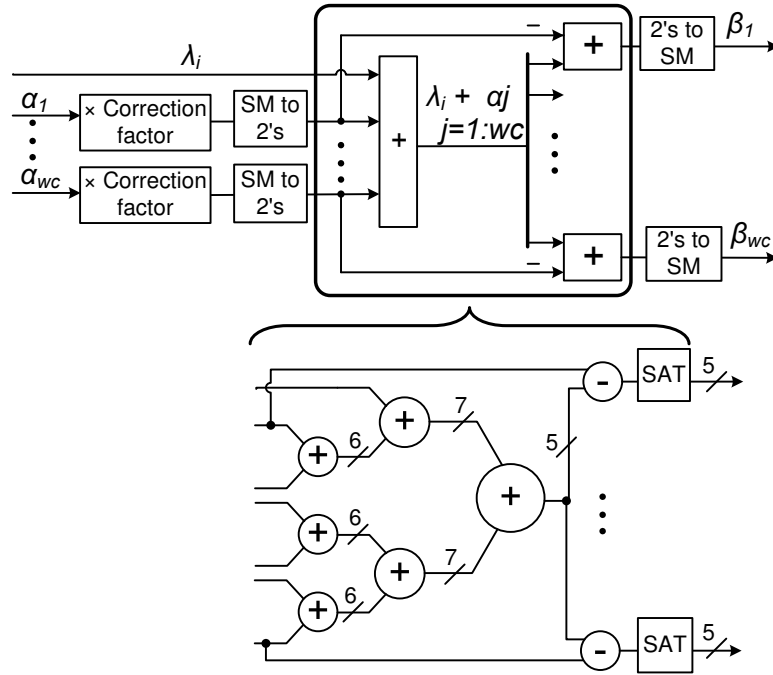 λi
α1
× Correction factor
SM to 2's
αwc
× Correction factor
SM to 2's
+
λi + αj
j=1:wc
−
+
2's to SM
β1
−
+
2's to SM
βwc
-
SAT
5
+
7
5
+
6
+
+
6
+
7
+
6
-
SAT
5